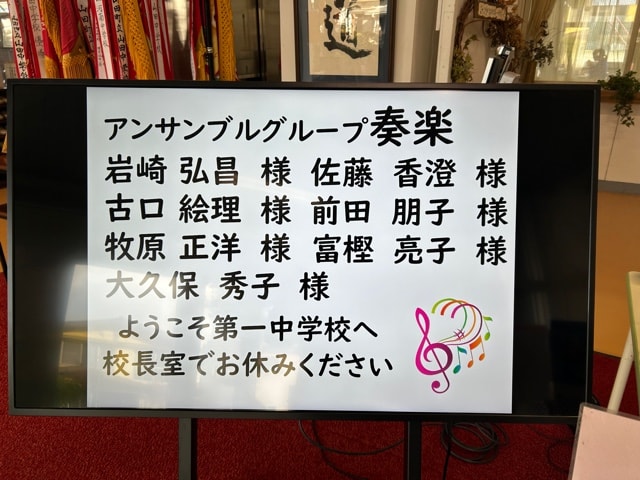 アンサンブルグループ奏楽
岩崎 弘昌 様 佐藤 香澄 様
古口 絵理 様 前田 朋子 様
牧原 正洋 様 富樫 亮子 様
大久保 秀子 様
ようこそ第一中学校へ
校長室でお休みください